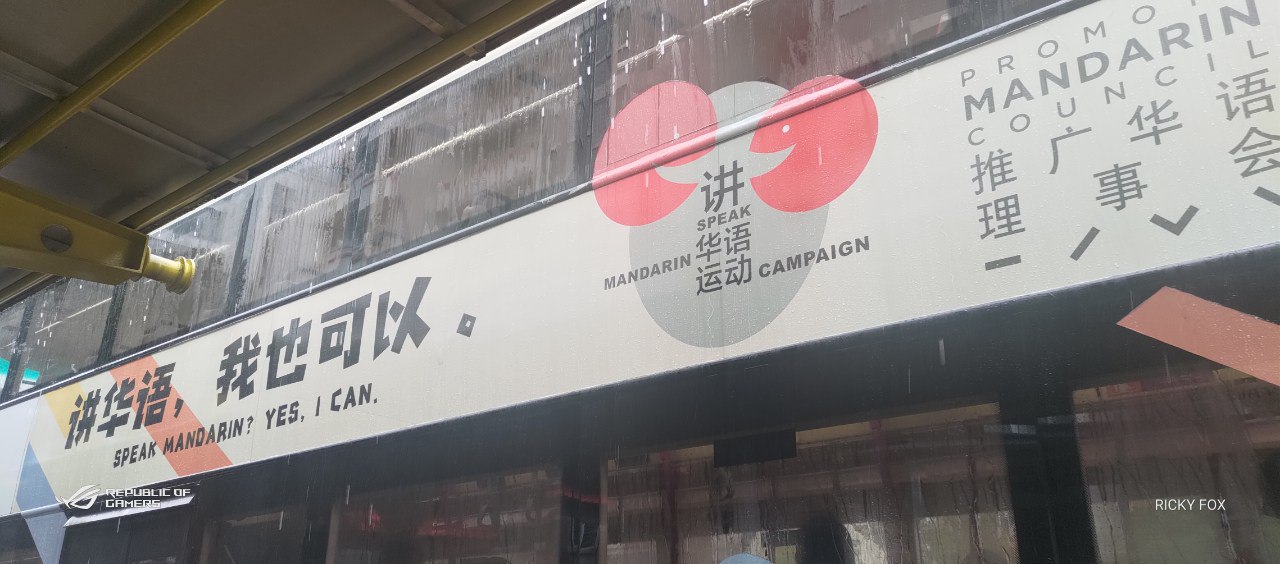 讲华语，我也可以。
SPEAK MANDARIN? YES, I CAN.
讲
SPEAK
MANDARIN 华语 CAMPAIGN
运动
PROMOT
MANDARIN
COUNCIL
推广华语
理事会
REPUBLIC OF
GAMERS
RICKY FOX